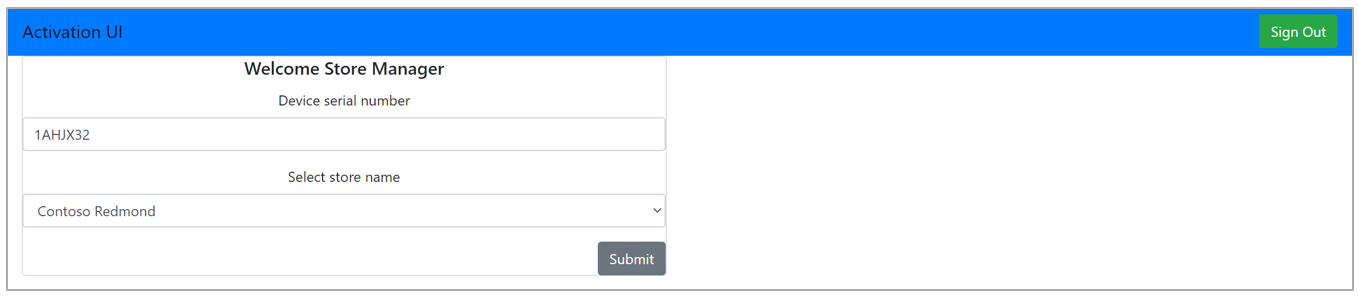 Activation UI
Sign Out
Welcome Store Manager
Device serial number
1AHJX32
Select store name
Contoso Redmond
Submit